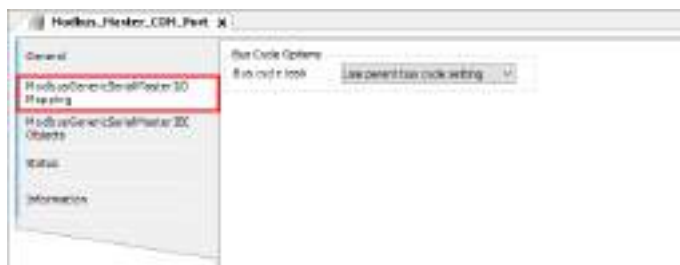 Modbus_Master_COM_Port x
General
Bus Cycle Options
Bus cycle task Use parent bus cycle setting
ModbusGenericSerialMaster I/O
Mapping
ModbusGenericSerialMaster IEC
Objects
Status
Information